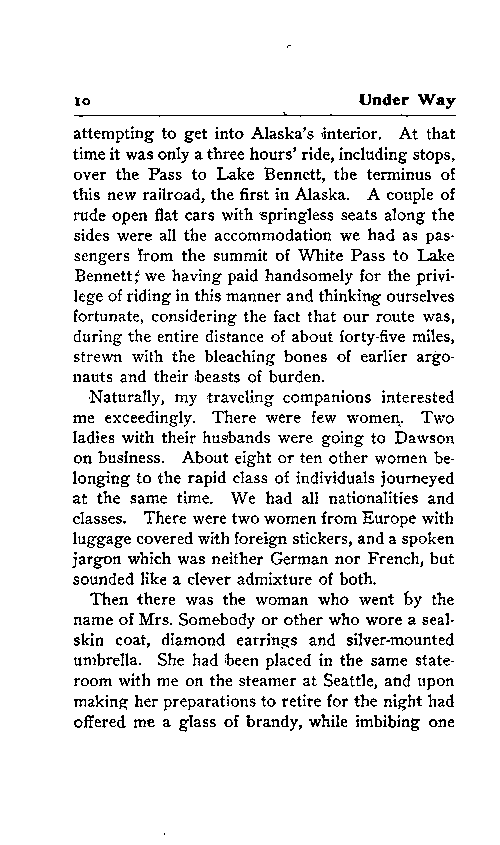 10 Under Way
attempting to get into Alaska's interior. At that
time it was only a three hours' ride, including stops,
over the Pass to Lake Bennett, the terminus of
this new railroad, the first in Alaska. A couple of
rude open flat cars with springless seats along the
sides were all the accommodation we had as pas-
sengers from the summit of White Pass to Lake
Bennett; we having paid handsomely for the privi-
lege of riding in this manner and thinking ourselves
fortunate, considering the fact that our route was,
during the entire distance of about forty-five miles,
strewn with the bleaching bones of earlier argo-
nauts and their beasts of burden.
Naturally, my traveling companions interested
me exceedingly. There were few women. Two
ladies with their husbands were going to Dawson
on business. About eight or ten other women be-
longing to the rapid class of individuals journeyed
at the same time. We had all nationalities and
classes. There were two women from Europe with
luggage covered with foreign stickers, and a spoken
jargon which was neither German nor French, but
sounded like a clever admixture of both.
Then there was the woman who went by the
name of Mrs. Somebody or other who wore a seal-
skin coat, diamond earrings and silver-mounted
umbrella. She had been placed in the same state-
room with me on the steamer at Seattle, and upon
making her preparations to retire for the night had
offered me a glass of brandy, while imbibing one